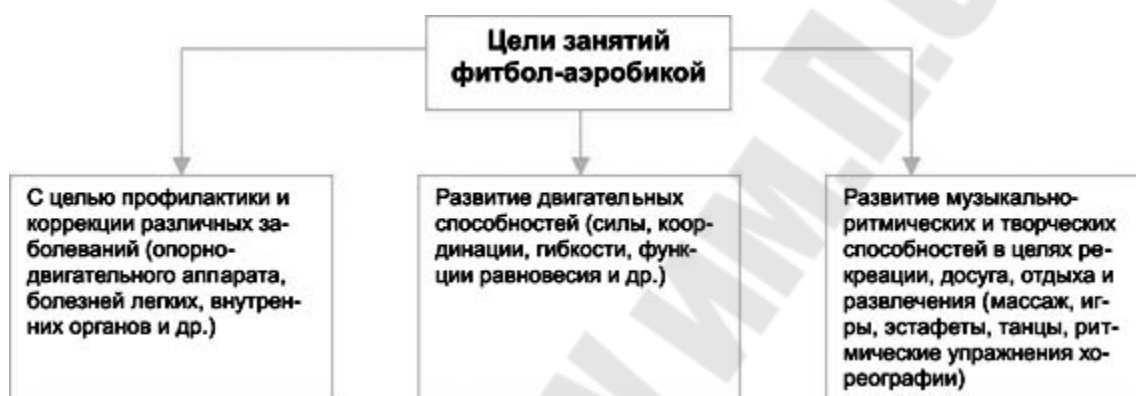 Цели занятий
фитбол-аэробикой
С целью профилактики и
коррекции различных за-
болеваний (опорно-
двигательного аппарата,
болезней легких, внутрен-
них органов и др.)
Развитие двигательных
способностей (силы, коор-
динации, гибкости, функ-
ции равновесия и др.)
Развитие музыкально-
ритмических и творческих
способностей в целях ре-
креации, досуга, отдыха и
развлечения (массаж, иг-
ры, эстафеты, танцы, рит-
мические упражнения хо-
реографии)